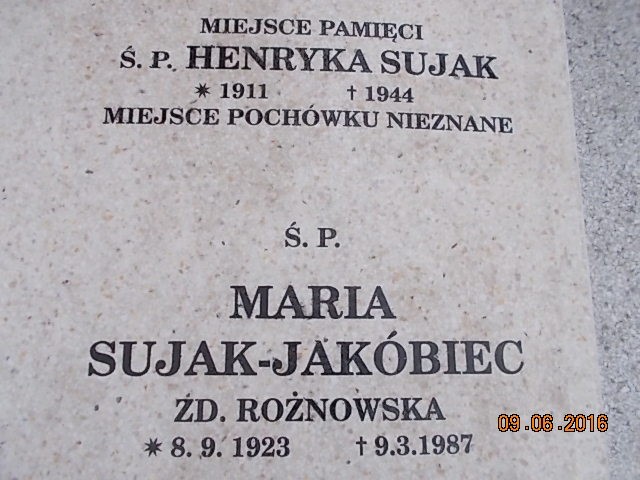 MIEJSCE PAMIĘCI
Ś. P. HENRYKA SUJAK
✷ 1911 † 1944
MIEJSCE POCHÓWKU NIEZNANE
Ś. P.
MARIA
SUJAK-JAKÓBIEC
ZD. ROŻNOWSKA
✷ 8. 9. 1923 † 9.3.1987
09.06.2016